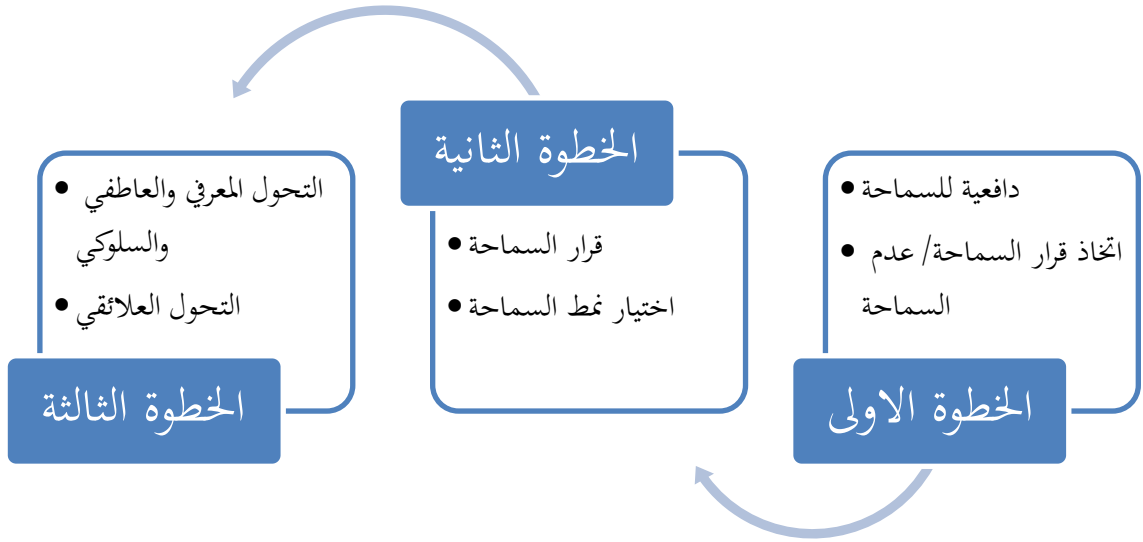 دافعية للسماحة
اتخاذ قرار السماحة/ عدم
السماحة
الخطوة الاولى
الخطوة الثانية
قرار السماحة
اختيار نمط السماحة
التحول المعرفي والعاطفي
والسلوكي
التحول العلائقي
الخطوة الثالثة